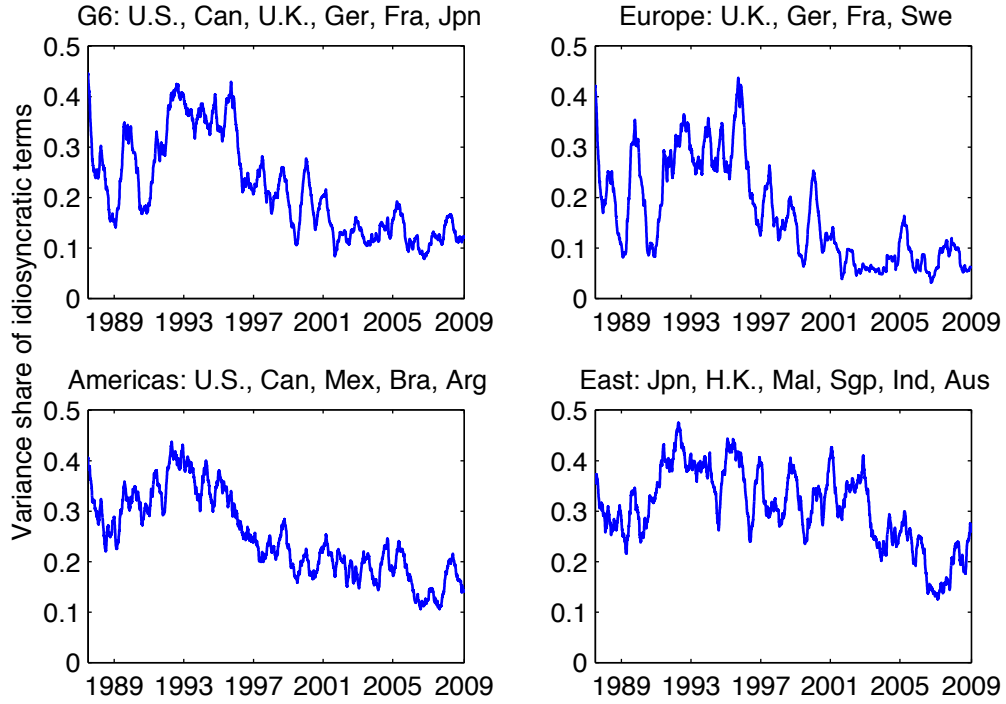 G6: U.S., Can, U.K., Ger, Fra, Jpn
0.5
0.4
0.3
0.2
0.1
0
1989 1993 1997 2001 2005 2009
Europe: U.K., Ger, Fra, Swe
0.5
0.4
0.3
0.2
0.1
0
1989 1993 1997 2001 2005 2009
Variance share of idiosyncratic terms
Americas: U.S., Can, Mex, Bra, Arg
0.5
0.4
0.3
0.2
0.1
0
1989 1993 1997 2001 2005 2009
East: Jpn, H.K., Mal, Sgp, Ind, Aus
0.5
0.4
0.3
0.2
0.1
0
1989 1993 1997 2001 2005 2009